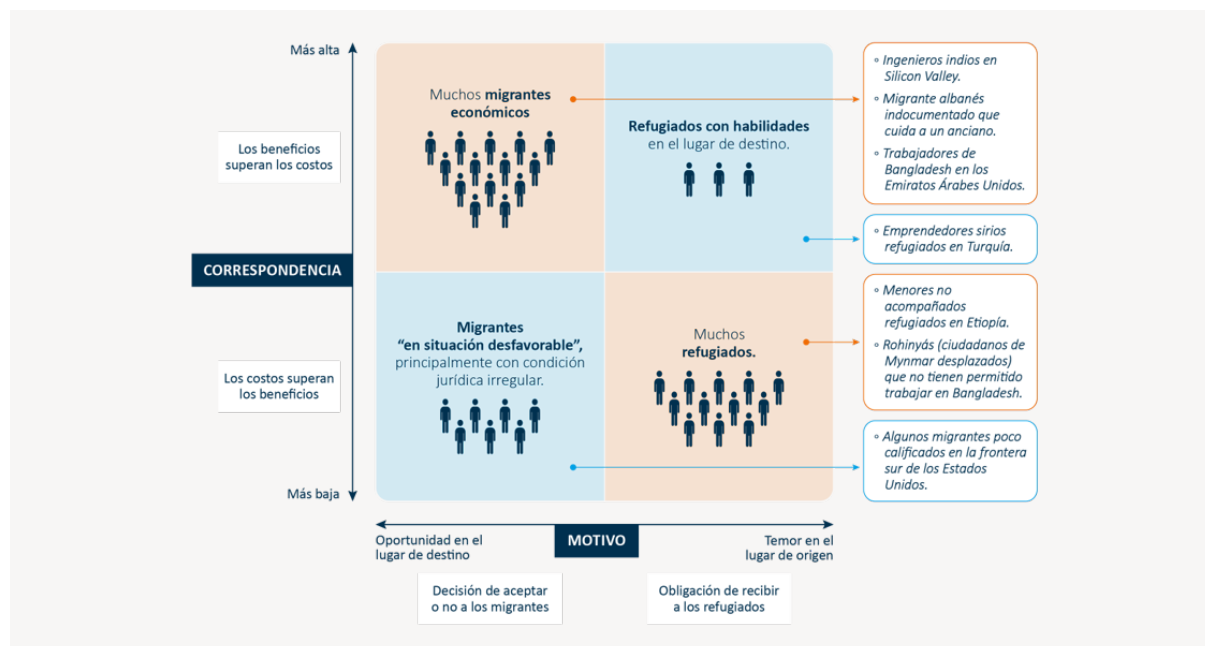 Más alta
Los beneficios
superan los costos
CORRESPONDENCIA
Los costos superan
los beneficios
Más baja
Muchos migrantes
económicos
Refugiados con habilidades
en el lugar de destino.
Migrantes
“en situación desfavorable”,
principalmente con condición
jurídica irregular.
Muchos
refugiados.
◦ Ingenieros indios en
Silicon Valley.
◦ Migrante albanés
indocumentado que
cuida a un anciano.
◦ Trabajadores de
Bangladesh en los
Emiratos Árabes Unidos.
◦ Emprendedores sirios
refugiados en Turquía.
◦ Menores no
acompañados
refugiados en Etiopía.
◦ Rohinyás (ciudadanos de
Mynmar desplazados)
que no tienen permitido
trabajar en Bangladesh.
◦ Algunos migrantes poco
calificados en la frontera
sur de los Estados
Unidos.
Oportunidad en el
lugar de destino
MOTIVO
Temor en el
lugar de origen
Decisión de aceptar
o no a los migrantes
Obligación de recibir
a los refugiados